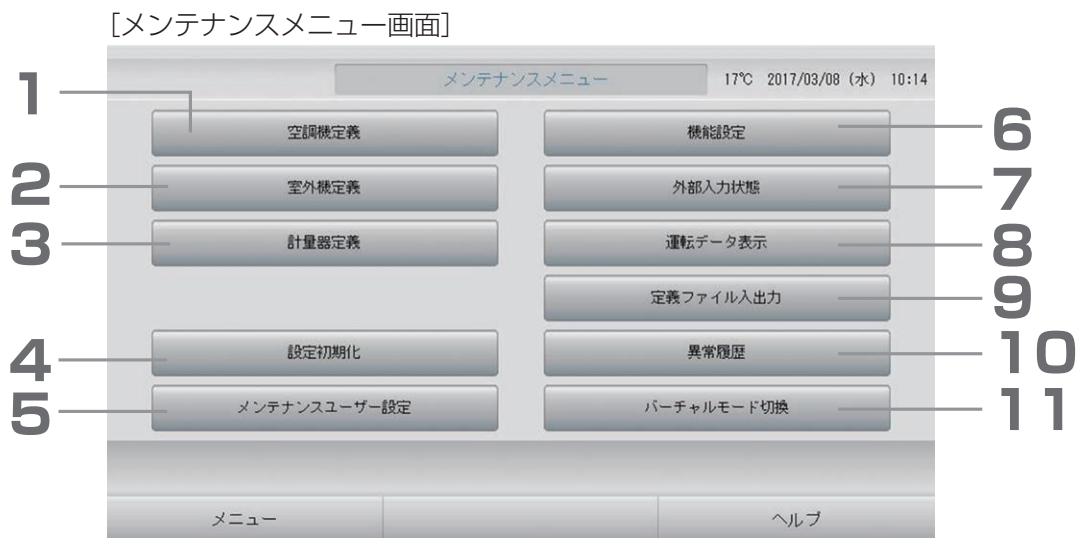 [メンテナンスメニュー画面]
メンテナンスメニュー 17℃ 2017/03/08 (水) 10:14
1 空調機定義 機能設定 6
2 室外機定義 外部入力状態 7
3 計量器定義 運転データ表示 8
定義ファイル入出力 9
4 設定初期化 異常履歴 10
5 メンテナンスユーザー設定 バーチャルモード切換 11
メニュー ヘルプ